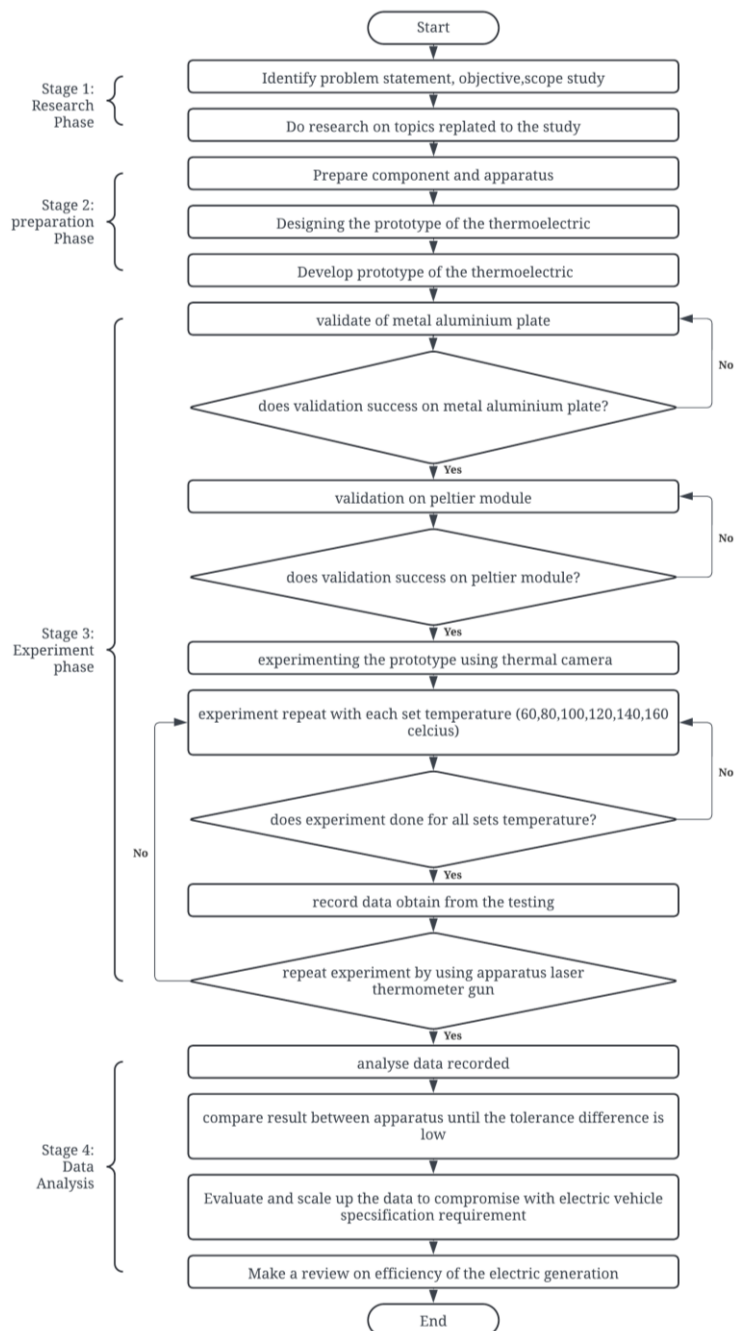 Start
Stage 1:
Research
Phase
Identify problem statement, objective,scope study
Do research on topics replated to the study
Stage 2:
preparation
Phase
Prepare component and apparatus
Designing the prototype of the thermoelectric
Develop prototype of the thermoelectric
Stage 3:
Experiment
phase
validate of metal aluminium plate
No
does validation success on metal aluminium plate?
Yes
validation on peltier module
No
does validation success on peltier module?
Yes
experimenting the prototype using thermal camera
experiment repeat with each set temperature (60,80,100,120,140,160
celcius)
No
does experiment done for all sets temperature?
No
Yes
record data obtain from the testing
repeat experiment by using apparatus laser
thermometer gun
Yes
Stage 4:
Data
Analysis
analyse data recorded
compare result between apparatus until the tolerance difference is
low
Evaluate and scale up the data to compromise with electric vehicle
specsification requirement
Make a review on efficiency of the electric generation
End